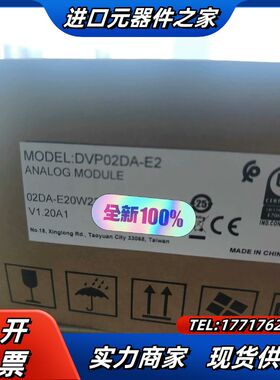 进口元器件之家
MODEL:DVP02DA-E2
ANALOG MODULE
02DA-E20W2
V1.20A1
全新100%
25
No.18, Xinglong Rd., Taoyuan City 33068, Taiwan
MADE IN CHINA
开
票
TEL:1771762
实力商家 现货供应